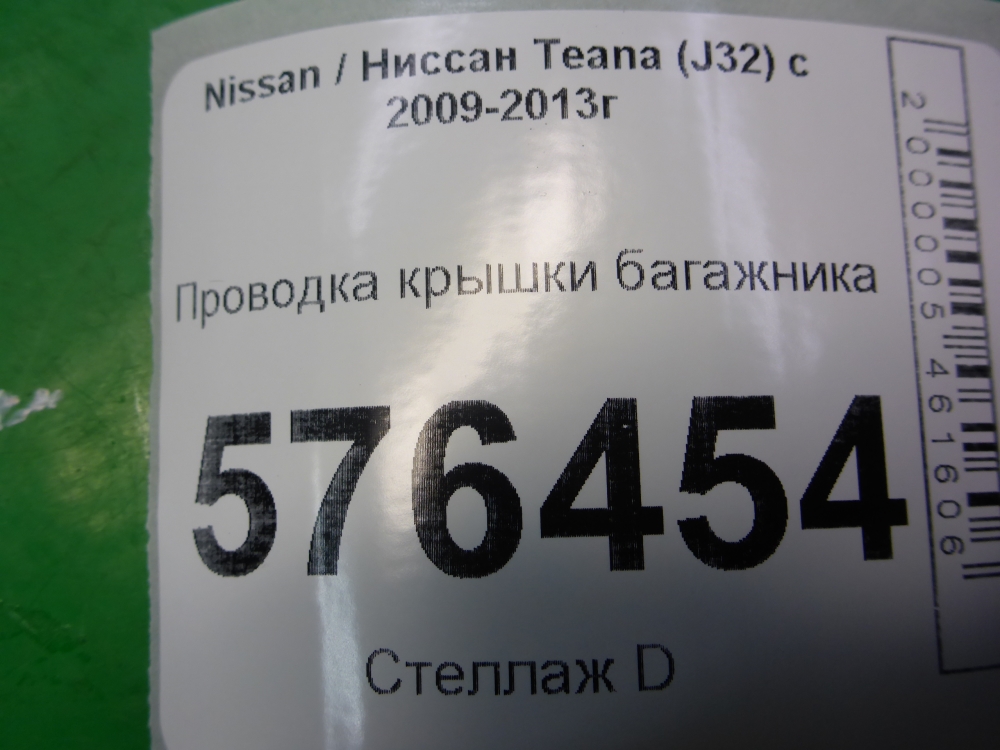 Nissan / Ниссан Teana (J32) с
2009-2013г
Проводка крышки багажника
576454
Стеллаж D
2000005461606